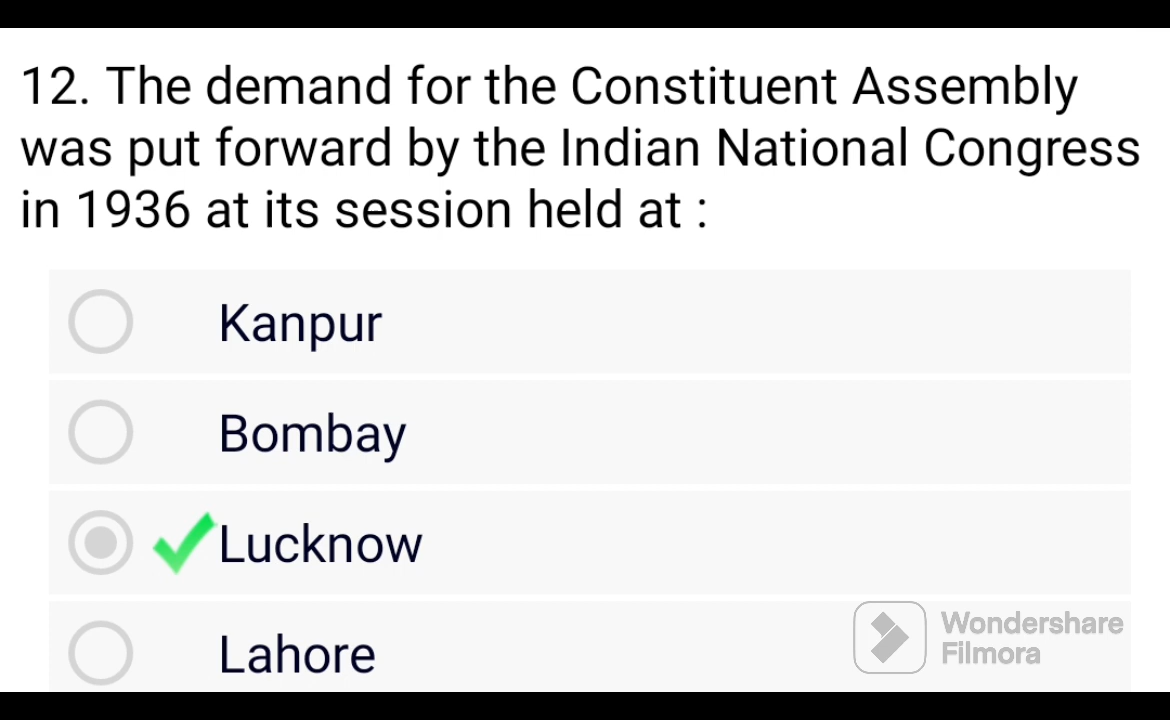 12. The demand for the Constituent Assembly
was put forward by the Indian National Congress
in 1936 at its session held at :
Kanpur
Bombay
Lucknow
Lahore
Wondershare
Filmora